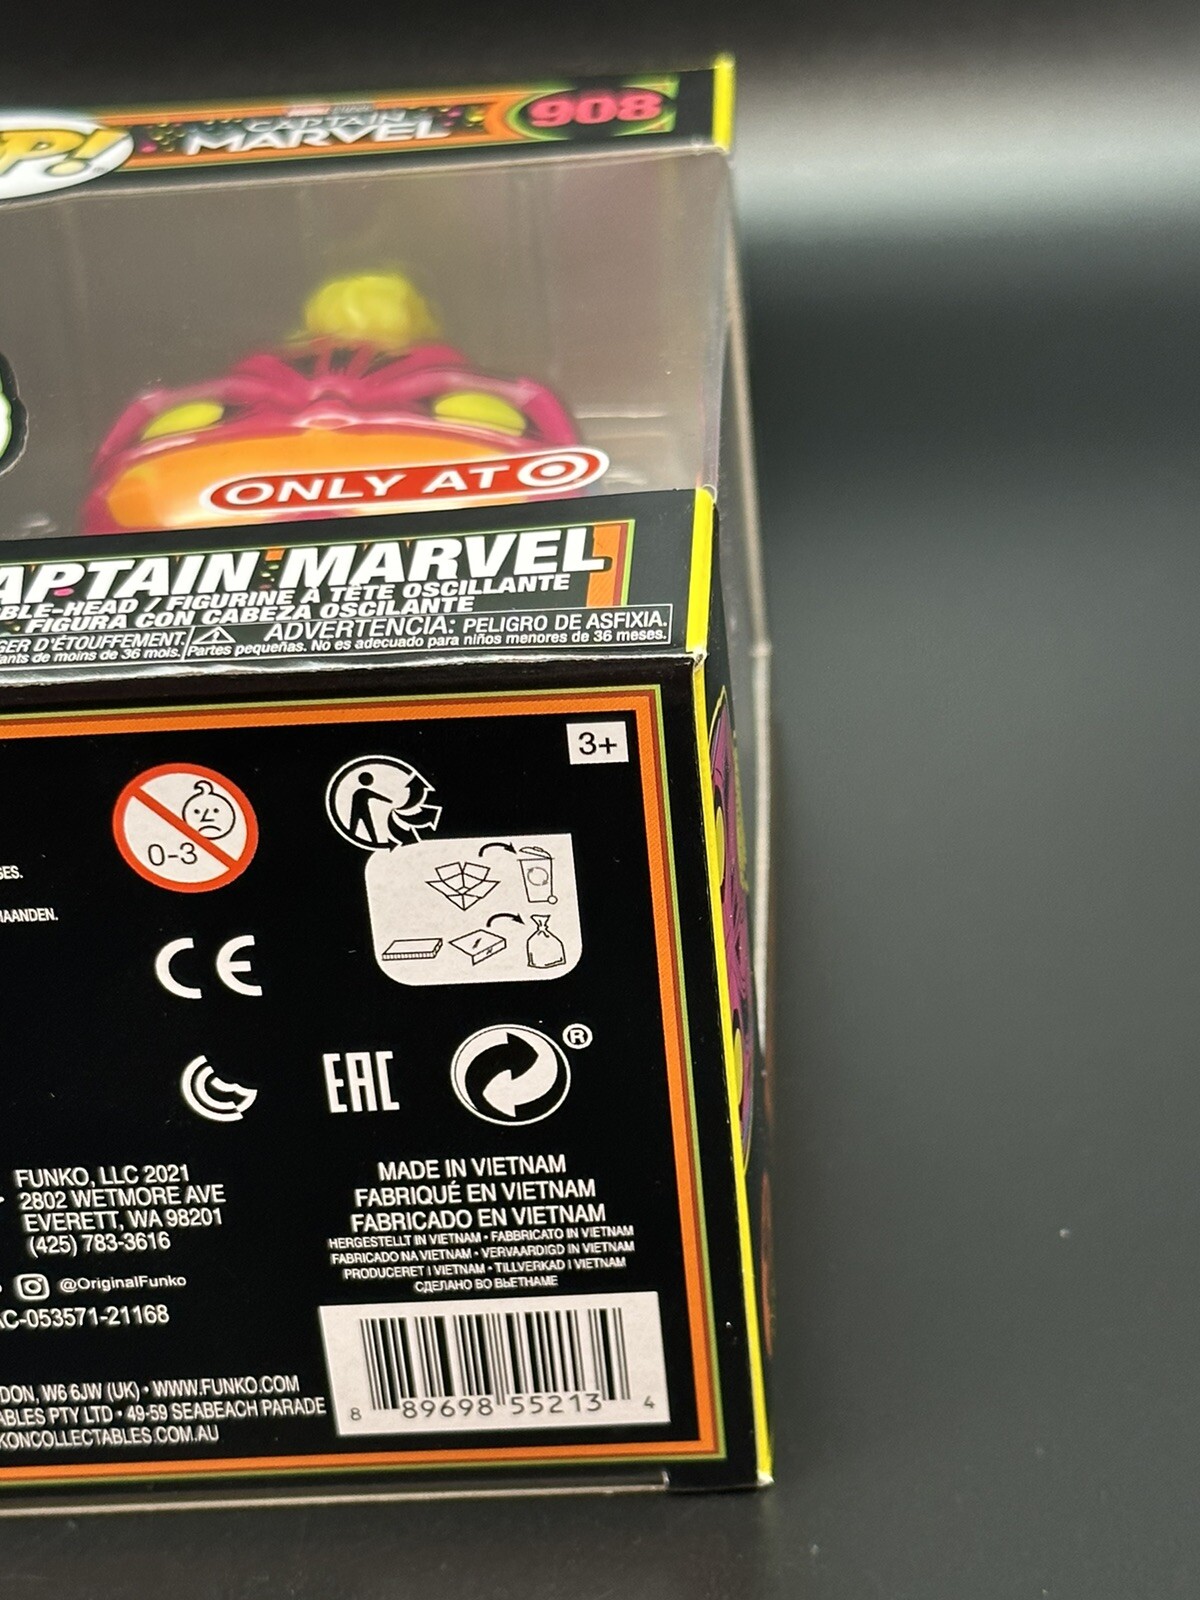 P!
CAPTAIN
MARVEL
908
ONLY AT
APTAIN MARVEL
BLE-HEAD / FIGURINE À TÊTE OSCILLANTE
FIGURA CON CABEZA OSCILANTE
GER D'ÉTOUFFEMENT.
ants de moins de 36 mois.
ADVERTENCIA: PELIGRO DE ASFIXIA.
Partes pequeñas. No es adecuado para niños menores de 36 meses.
3+
0-3
SES.
MAANDEN.
CE
EAC
®
FUNKO, LLC 2021
2802 WETMORE AVE
EVERETT, WA 98201
(425) 783-3616
@OriginalFunko
AC-053571-21168
MADE IN VIETNAM
FABRIQUÉ EN VIETNAM
FABRICADO EN VIETNAM
HERGESTELLT IN VIETNAM • FABBRICATO IN VIETNAM
FABRICADO NA VIETNAM • VERVAARDIGD IN VIETNAM
PRODUCERET I VIETNAM • TILLVERKAD I VIETNAM
СДЕЛАНО ВО ВЬЕТНАМЕ
DON, W6 6JW (UK) • WWW.FUNKO.COM
ABLES PTY LTD • 49-59 SEABEACH PARADE
KONCOLLECTABLES.COM.AU
8 89698 55213 4